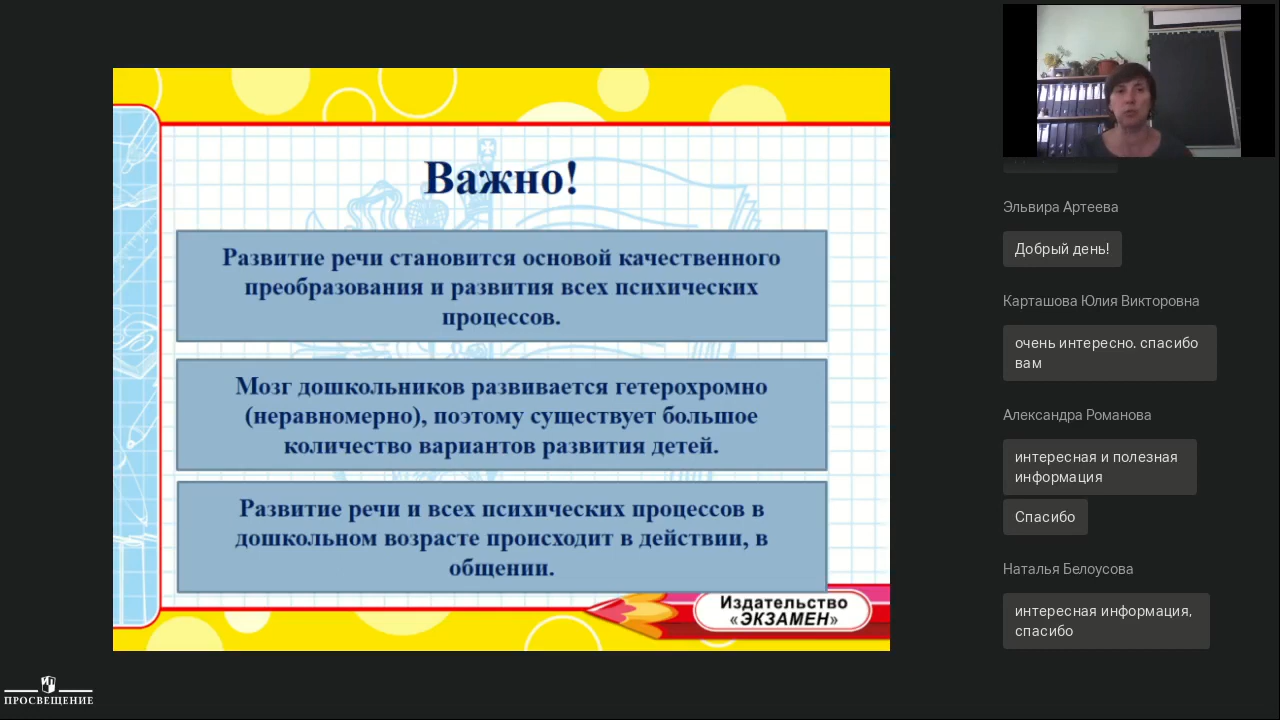 Важно!
Развитие речи становится основой качественного
преобразования и развития всех психических
процессов.
Мозг дошкольников развивается гетерохромно
(неравномерно), поэтому существует большое
количество вариантов развития детей.
Развитие речи и всех психических процессов в
дошкольном возрасте происходит в действии, в
общении.
Издательство
«ЭКЗАМЕН»
ПРОСВЕЩЕНИЕ
Эльвира Артеева
Добрый день!
Карташова Юлия Викторовна
очень интересно. спасибо
вам
Александра Романова
интересная и полезная
информация
Спасибо
Наталья Белоусова
интересная информация,
спасибо